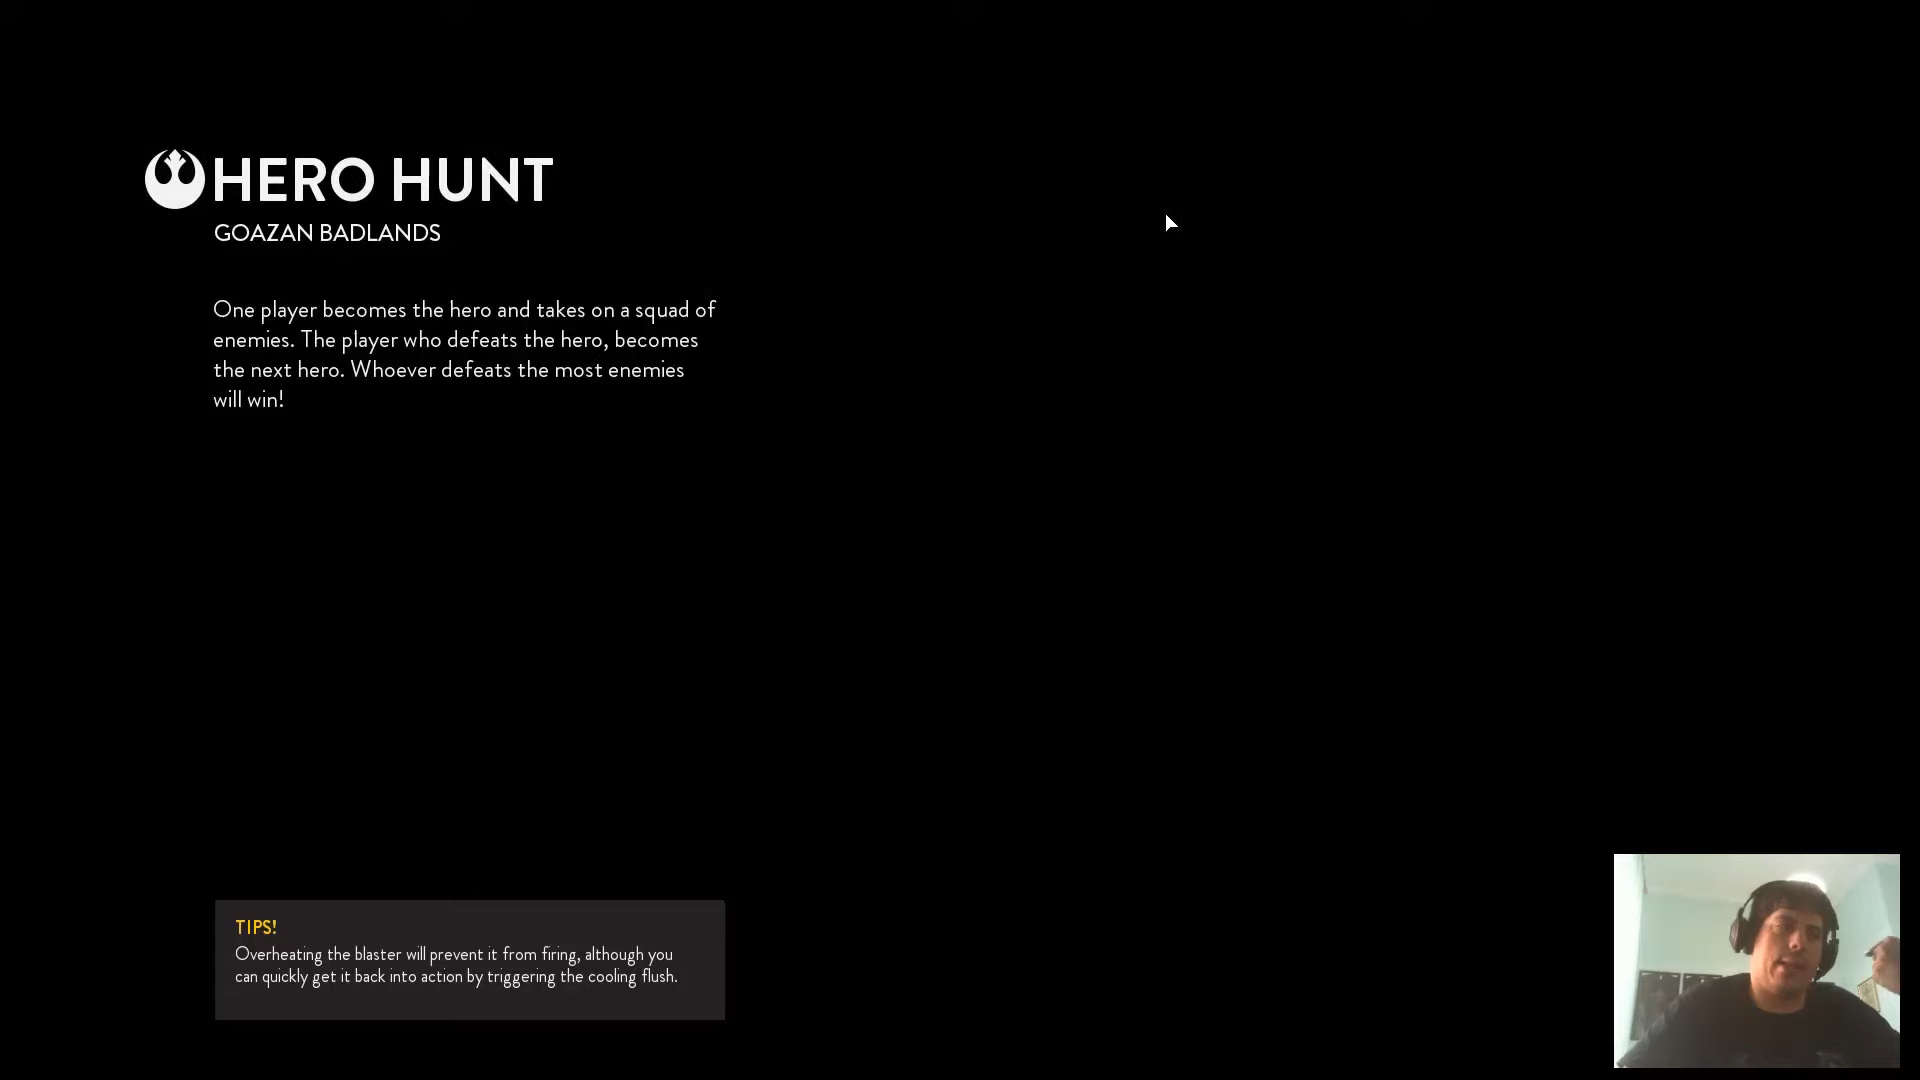 HERO HUNT
GOAZAN BADLANDS
One player becomes the hero and takes on a squad of
enemies. The player who defeats the hero, becomes
the next hero. Whoever defeats the most enemies
will win!
TIPS!
Overheating the blaster will prevent it from firing, although you
can quickly get it back into action by triggering the cooling flush.